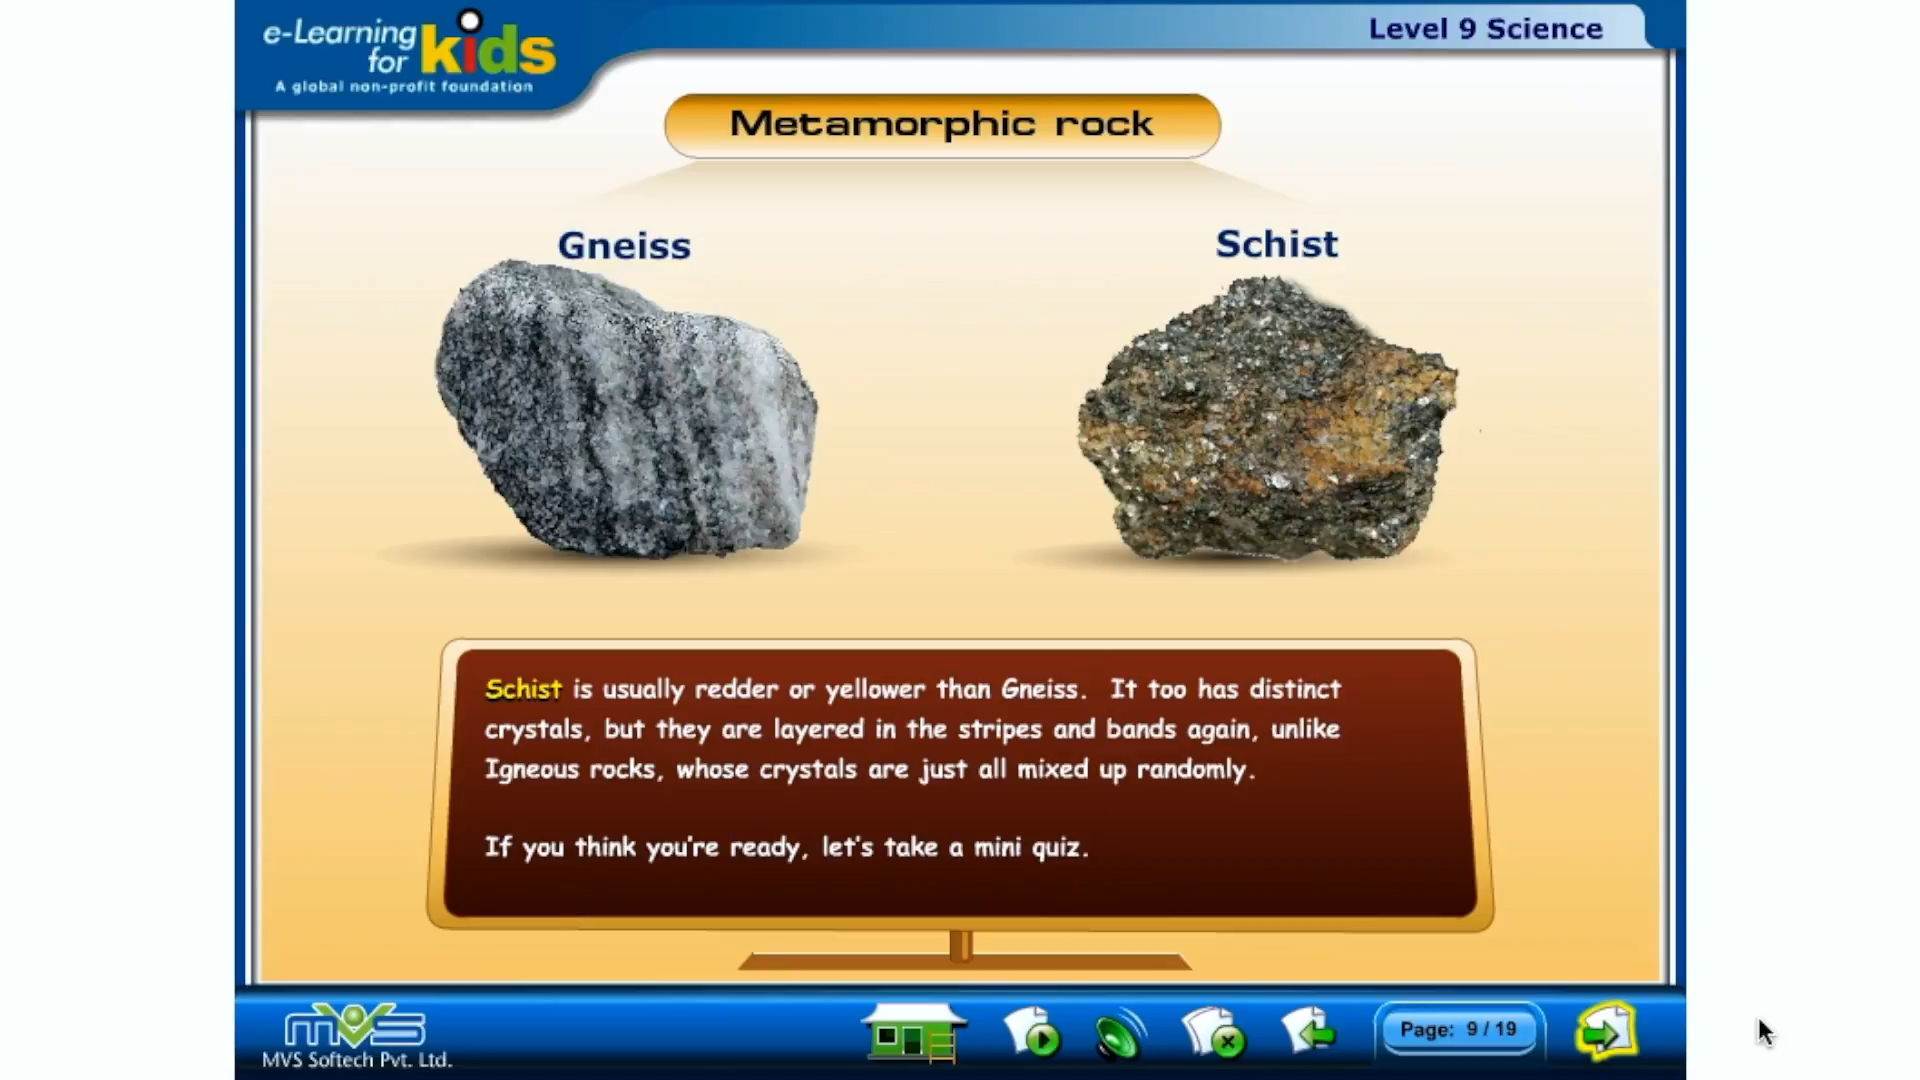 e-Learning
for kids
A global non-profit foundation
Level 9 Science
Metamorphic rock
Gneiss
Schist
Schist is usually redder or yellower than Gneiss. It too has distinct
crystals, but they are layered in the stripes and bands again, unlike
Igneous rocks, whose crystals are just all mixed up randomly.
If you think you're ready, let's take a mini quiz.
MVS
MVS Softech Pvt. Ltd.
Page: 9 / 19